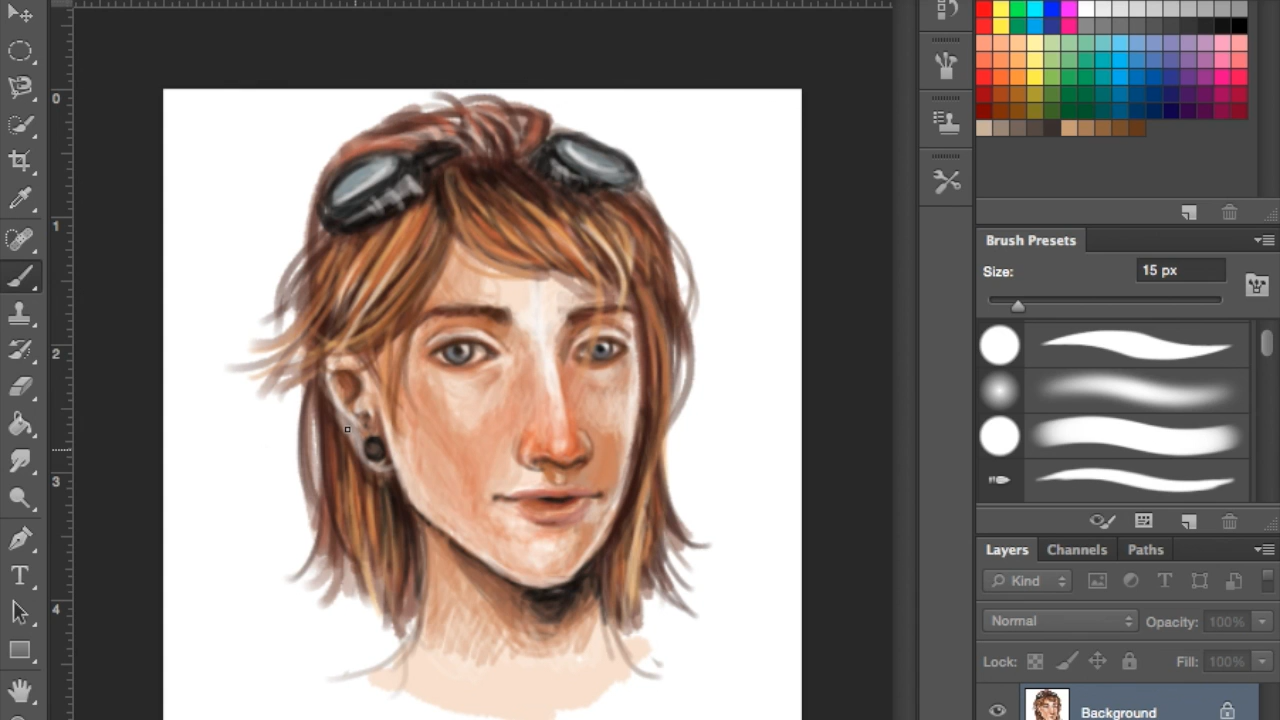 0
1
2
3
4
Brush Presets
Size:
15 px
Layers
Channels
Paths
Kind
Normal
Opacity:
100%
Lock:
Fill:
100%
Background